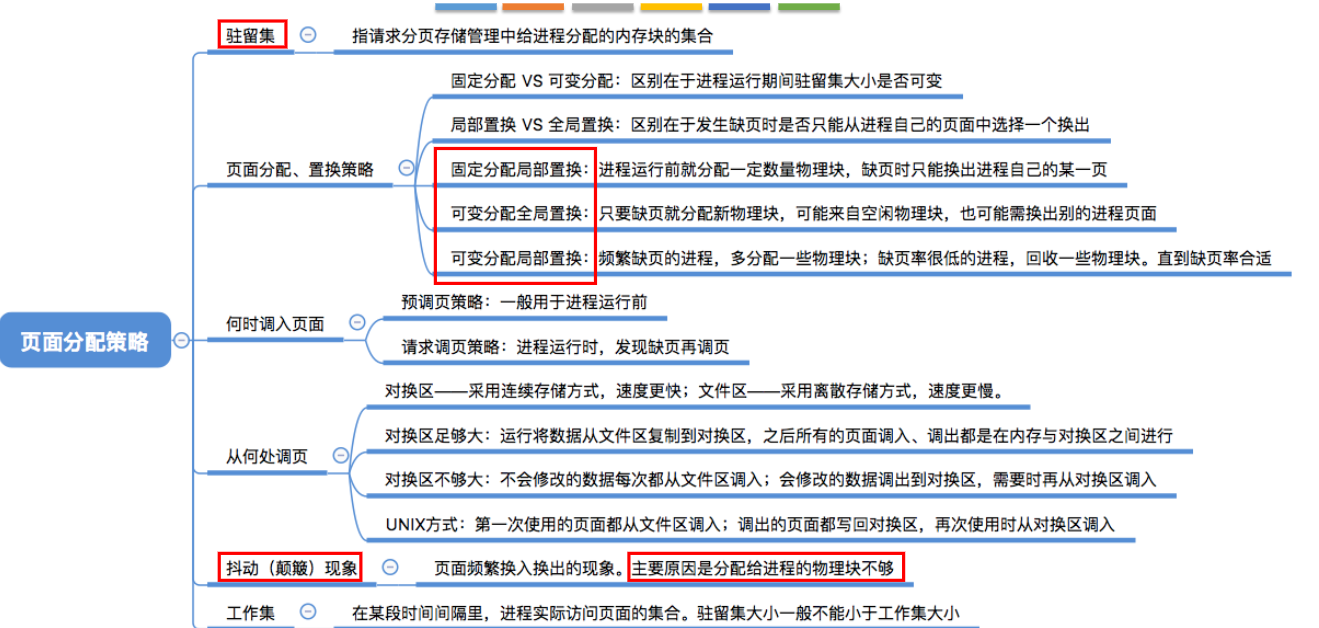 驻留集
指请求分页存储管理中给进程分配的内存块的集合
固定分配 VS 可变分配：区别在于进程运行期间驻留集大小是否可变
局部置换 VS 全局置换：区别在于发生缺页时是否只能从进程自己的页面中选择一个换出
页面分配、置换策略
固定分配局部置换：进程运行前就分配一定数量物理块，缺页时只能换出进程自己的某一页
可变分配全局置换：只要缺页就分配新物理块，可能来自空闲物理块，也可能需换出别的进程页面
可变分配局部置换：频繁缺页的进程，多分配一些物理块；缺页率很低的进程，回收一些物理块。直到缺页率合适
页面分配策略
何时调入页面
预调页策略：一般用于进程运行前
请求调页策略：进程运行时，发现缺页再调页
从何处调页
对换区——采用连续存储方式，速度更快；文件区——采用离散存储方式，速度更慢。
对换区足够大：运行将数据从文件区复制到对换区，之后所有的页面调入、调出都是在内存与对换区之间进行
对换区不够大：不会修改的数据每次都从文件区调入；会修改的数据调出到对换区，需要时再从对换区调入
UNIX方式：第一次使用的页面都从文件区调入；调出的页面都写回对换区，再次使用时从对换区调入
抖动（颠簸）现象
页面频繁换入换出的现象。主要原因是分配给进程的物理块不够
工作集
在某段时间间隔里，进程实际访问页面的集合。驻留集大小一般不能小于工作集大小